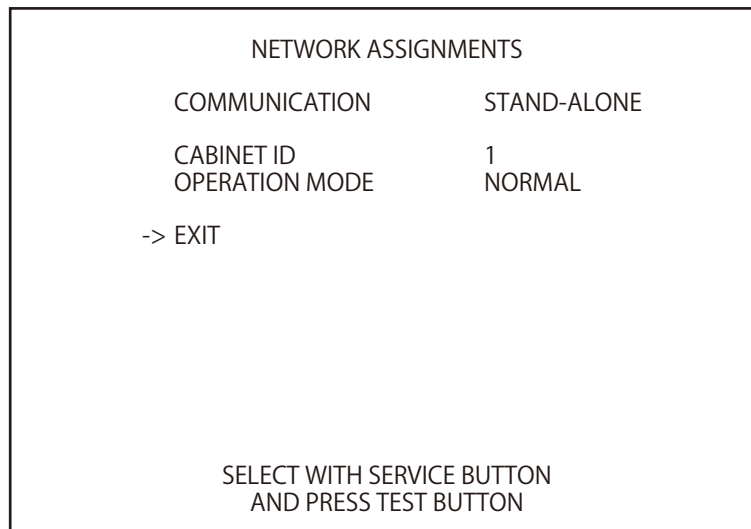 NETWORK ASSIGNMENTS
COMMUNICATION STAND-ALONE
CABINET ID 1
OPERATION MODE NORMAL
-> EXIT
SELECT WITH SERVICE BUTTON
AND PRESS TEST BUTTON